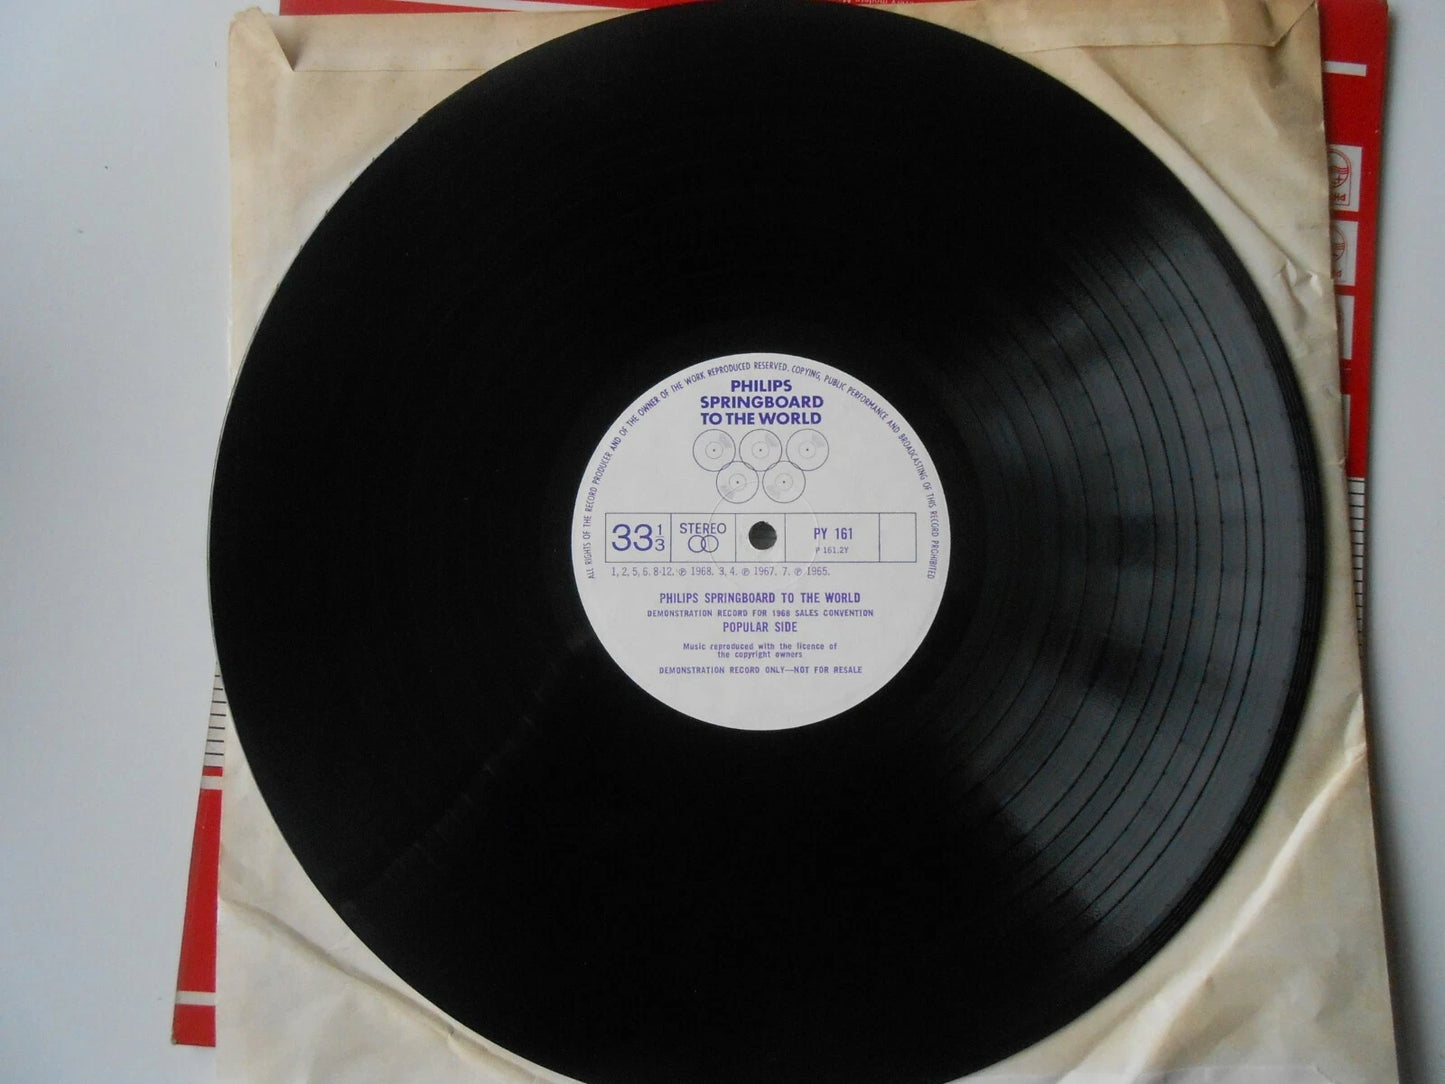 ALL RIGHTS OF THE RECORD PRODUCER AND OF THE OWNER OF THE WORK REPRODUCED RESERVED. COPYING, PUBLIC PERFORMANCE AND BROADCASTING OF THIS RECORD PROHIBITED
PHILIPS
SPRINGBOARD
TO THE WORLD
33 1/3 STEREO PY 161
P 161.2Y
1, 2, 5, 6, 8-12. ℗ 1968. 3, 4. ℗ 1967. 7. ℗ 1965.
PHILIPS SPRINGBOARD TO THE WORLD
DEMONSTRATION RECORD FOR 1968 SALES CONVENTION
POPULAR SIDE
Music reproduced with the licence of
the copyright owners
DEMONSTRATION RECORD ONLY—NOT FOR RESALE